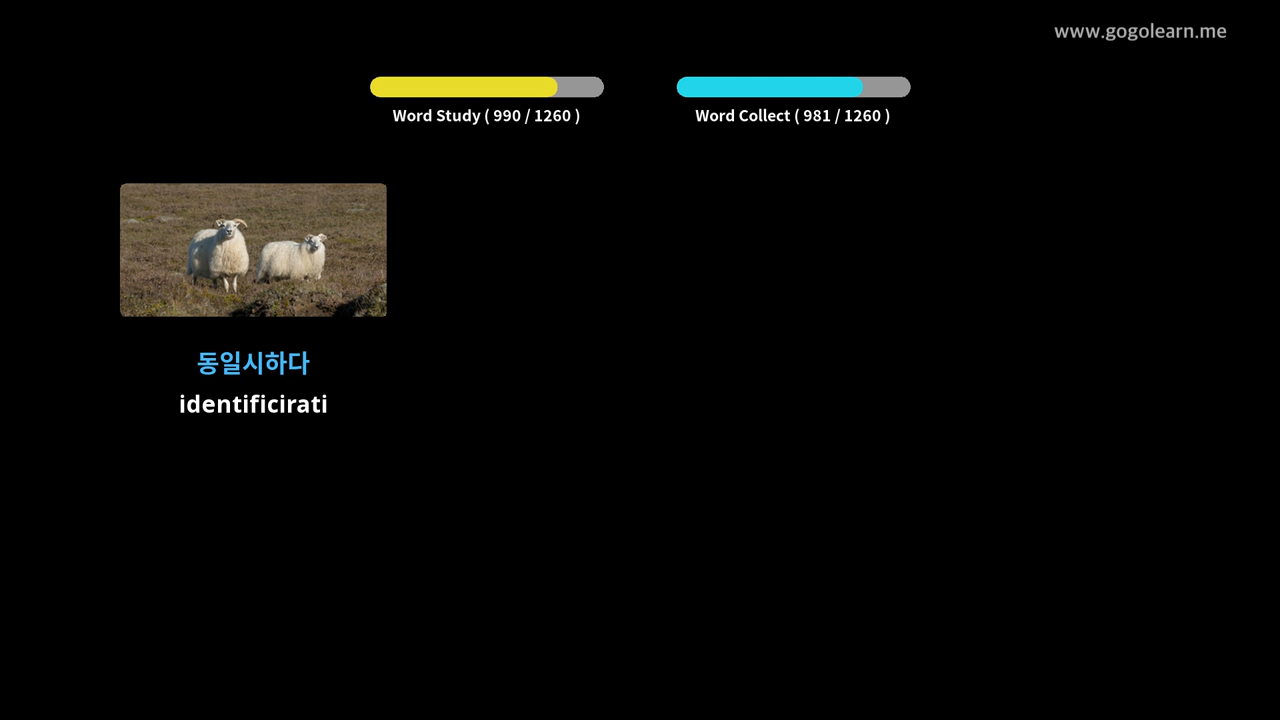 www.gogolearn.me
Word Study ( 990 / 1260 )
Word Collect ( 981 / 1260 )
동일시하다
identificirati